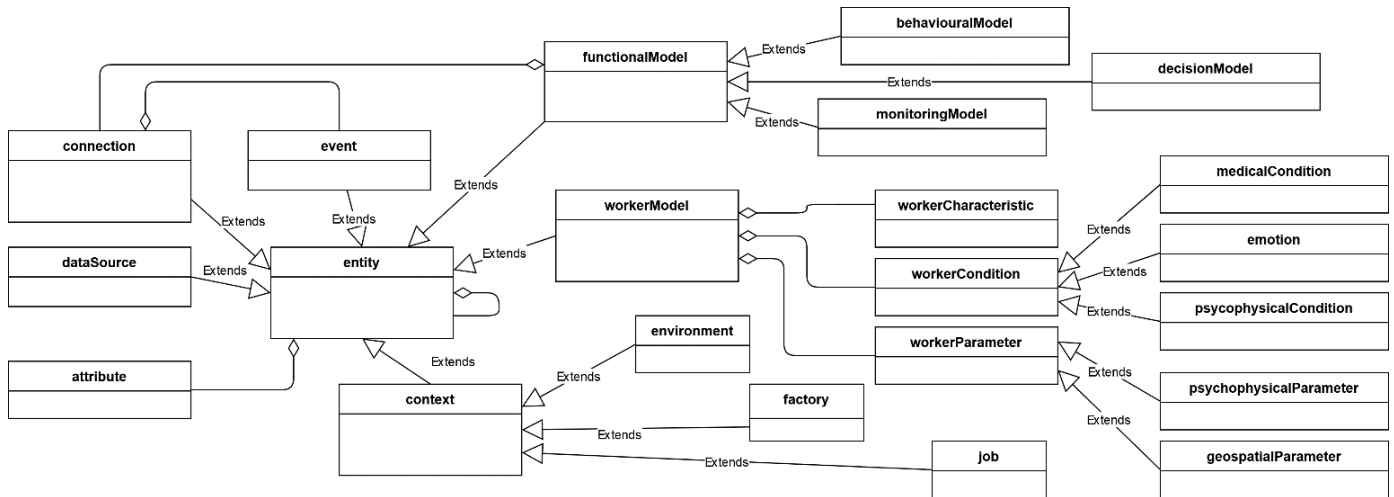 behaviouralModel
Extends
functionalModel
decisionModel
Extends
monitoringModel
Extends
connection
event
Extends
medicalCondition
workerModel
workerCharacteristic
Extends
Extends
Extends
emotion
dataSource
Extends
entity
Extends
workerCondition
Extends
psycophysicalCondition
Extends
environment
workerParameter
Extends
attribute
Extends
Extends
psychophysicalParameter
context
factory
Extends
Extends
job
geospatialParameter
Extends